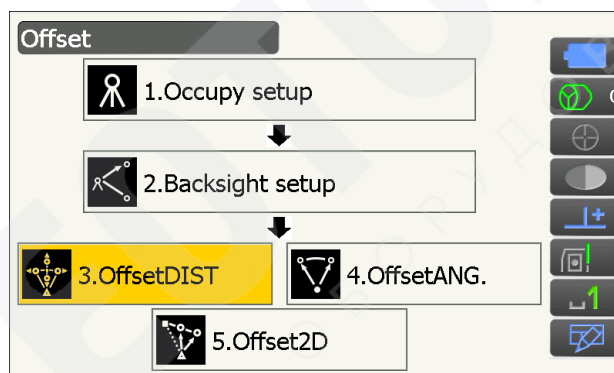 Offset
1.Occupy setup
2.Backsight setup
3.OffsetDIST
4.OffsetANG.
5.Offset2D